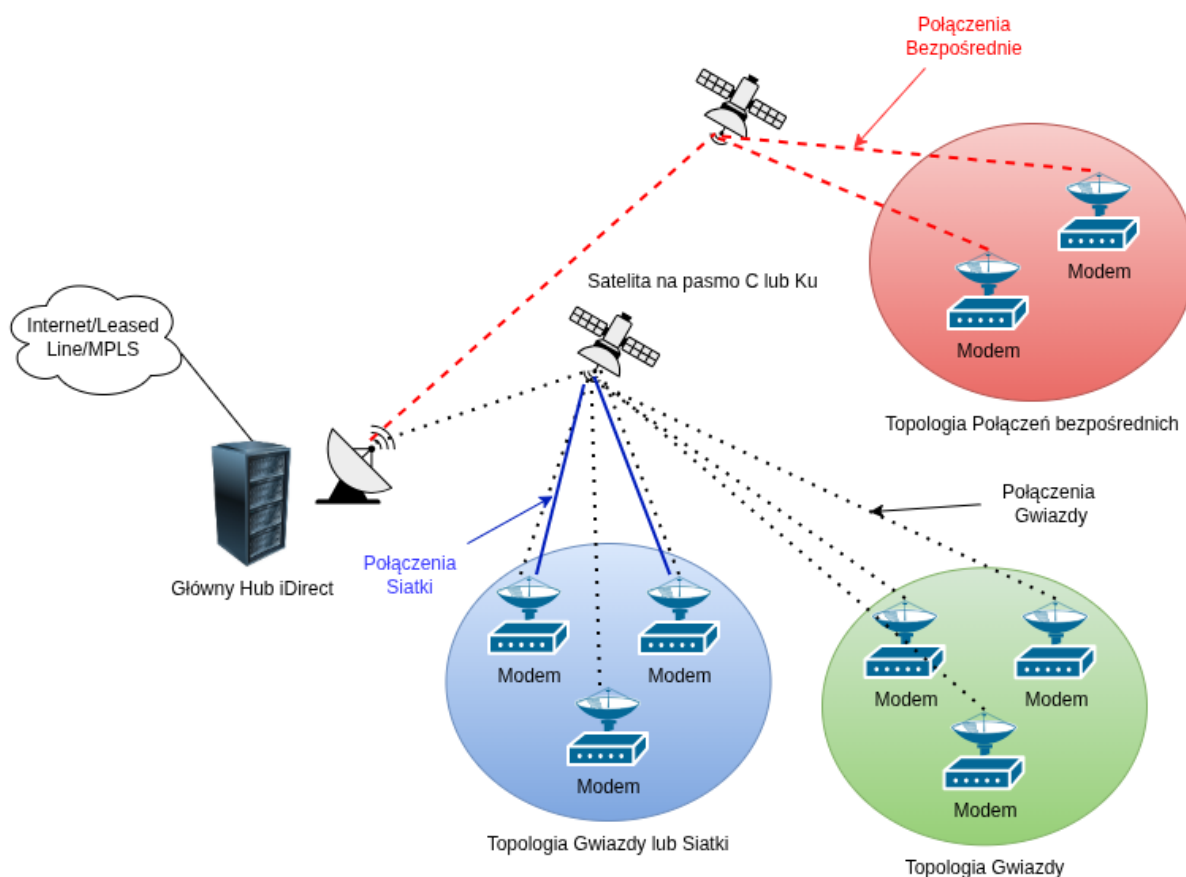 Połączenia
Bezpośrednie
Modem
Modem
Topologia Połączeń bezpośrednich
Satelita na pasmo C lub Ku
Internet/Leased
Line/MPLS
Główny Hub iDirect
Połączenia
Siatki
Połączenia
Gwiazdy
Modem
Modem
Modem
Topologia Gwiazdy lub Siatki
Modem
Modem
Modem
Topologia Gwiazdy